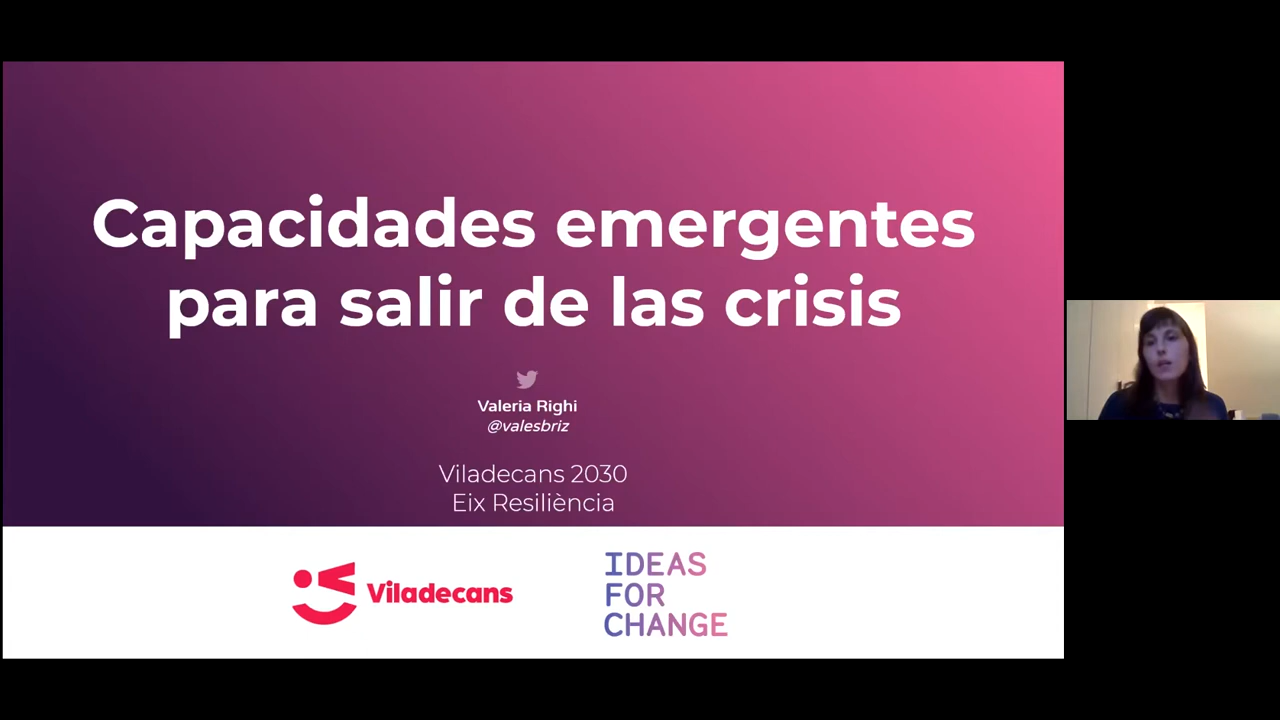 Capacidades emergentes
para salir de las crisis
Valeria Righi
@valesbriz
Viladecans 2030
Eix Resiliència
Viladecans
IDEAS
FOR
CHANGE